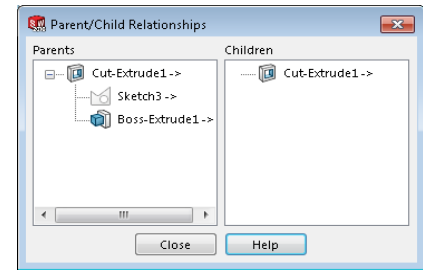 Parent/Child Relationships
Parents
Children
Cut-Extrude1->
Sketch3->
Boss-Extrude1->
Cut-Extrude1->
Close
Help